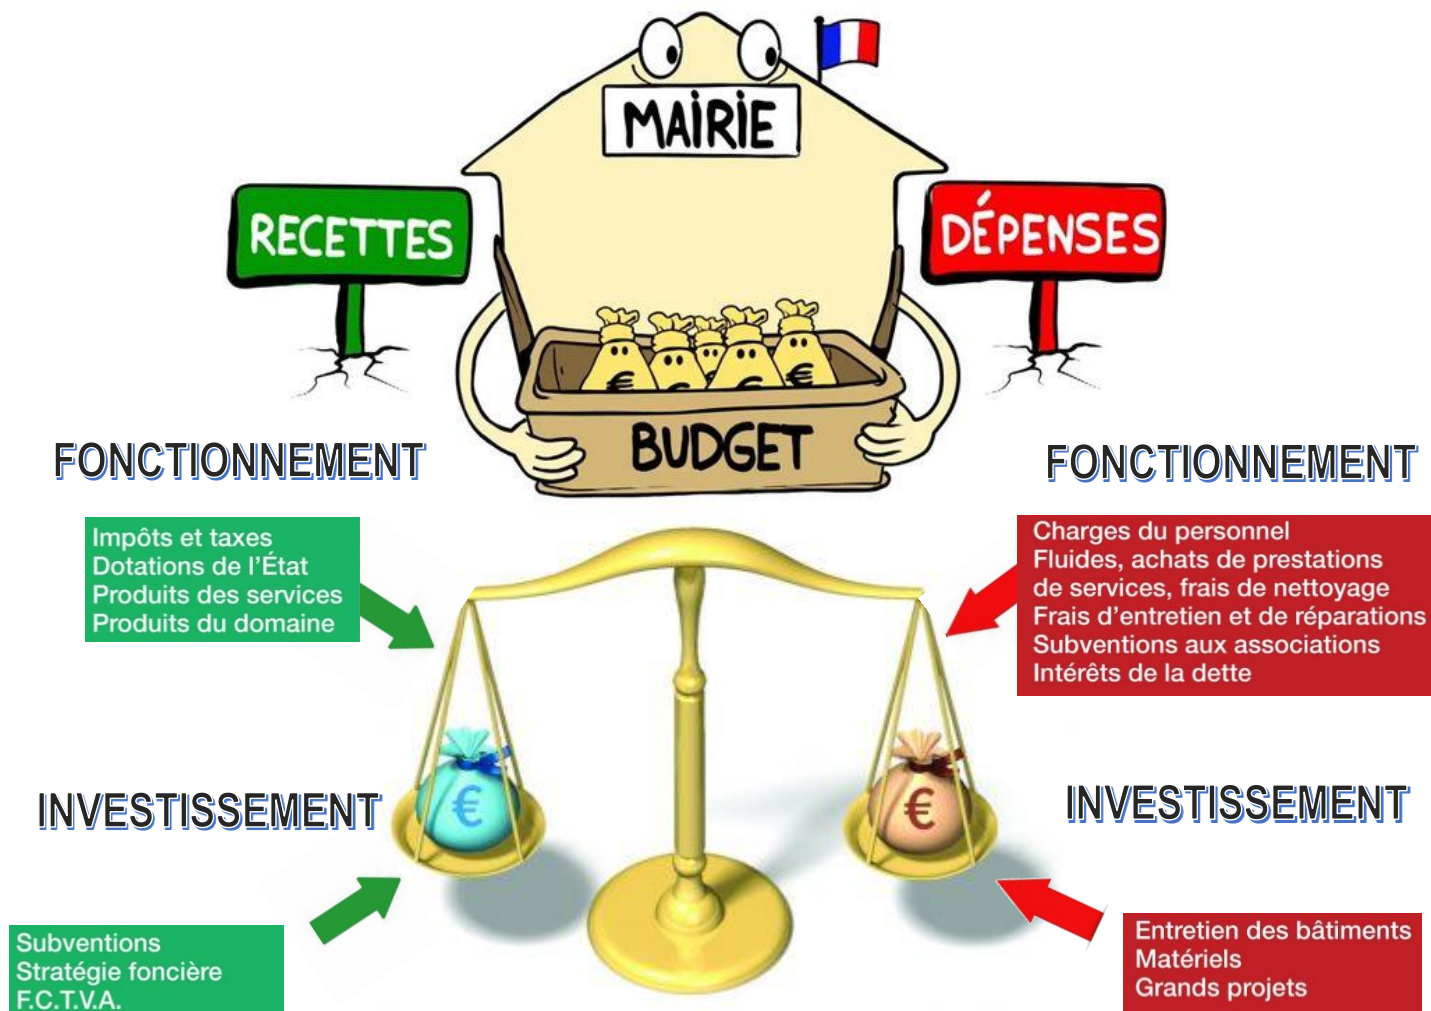 MAIRIE
RECETTES
DÉPENSES
€ € € €
BUDGET
FONCTIONNEMENT
Impôts et taxes
Dotations de l'État
Produits des services
Produits du domaine
FONCTIONNEMENT
Charges du personnel
Fluides, achats de prestations
de services, frais de nettoyage
Frais d'entretien et de réparations
Subventions aux associations
Intérêts de la dette
INVESTISSEMENT
€
Subventions
Stratégie foncière
F.C.T.V.A.
INVESTISSEMENT
€
Entretien des bâtiments
Matériels
Grands projets